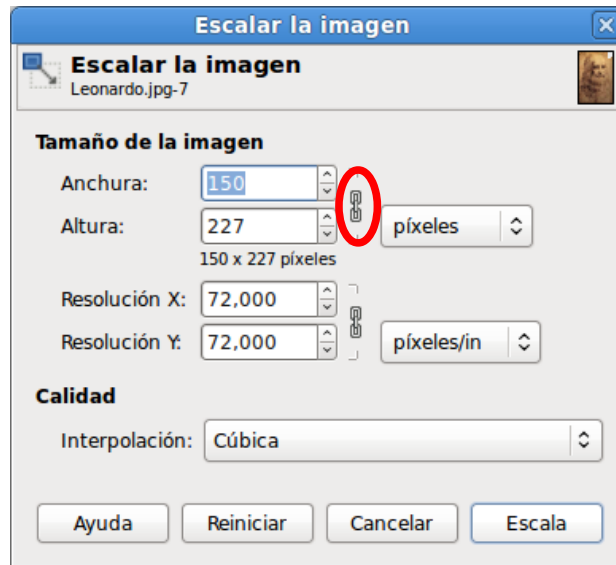 Escalar la imagen
Escalar la imagen
Leonardo.jpg-7
Tamaño de la imagen
Anchura: 150
Altura: 227 píxeles
150 x 227 píxeles
Resolución X: 72,000
Resolución Y: 72,000 píxeles/in
Calidad
Interpolación: Cúbica
Ayuda Reiniciar Cancelar Escala